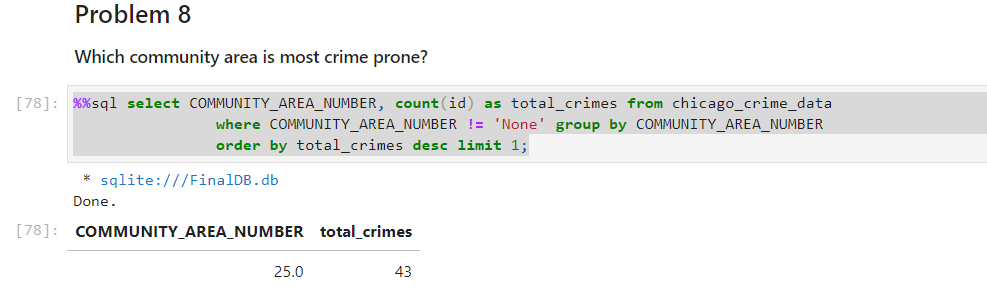 Problem 8
Which community area is most crime prone?
[78]: %%sql select COMMUNITY_AREA_NUMBER, count(id) as total_crimes from chicago_crime_data
where COMMUNITY_AREA_NUMBER != 'None' group by COMMUNITY_AREA_NUMBER
order by total_crimes desc limit 1;
* sqlite:///FinalDB.db
Done.
[78]: COMMUNITY_AREA_NUMBER total_crimes
25.0 43